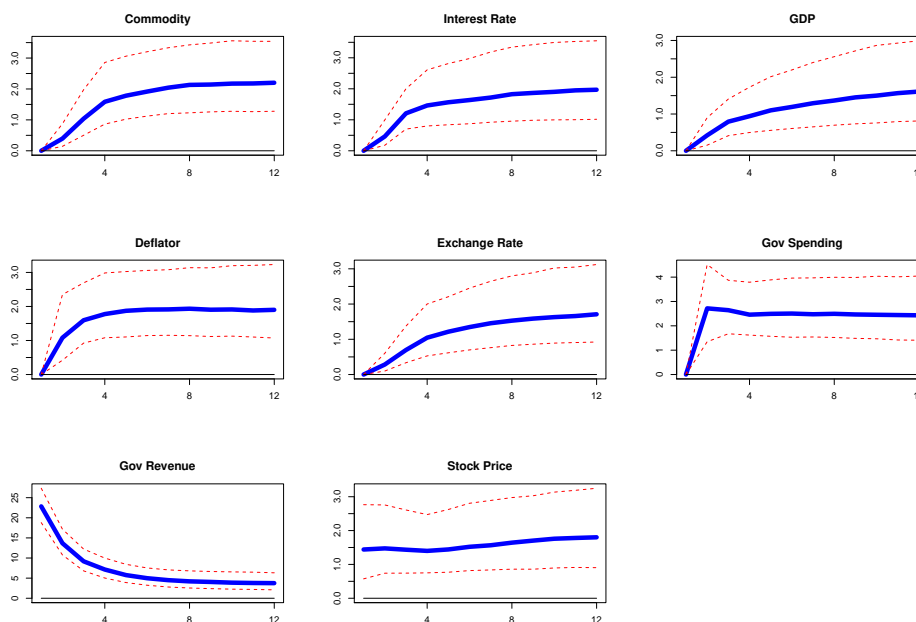 Commodity
0.0 1.0 2.0 3.0
4 8 12
Interest Rate
0.0 1.0 2.0 3.0
4 8 12
GDP
0.0 1.0 2.0 3.0
4 8 1
Deflator
0.0 1.0 2.0 3.0
4 8 12
Exchange Rate
0.0 1.0 2.0 3.0
4 8 12
Gov Spending
0 1 2 3 4
4 8 1
Gov Revenue
0 5 10 15 20 25
4 8 12
Stock Price
0.0 1.0 2.0 3.0
4 8 12